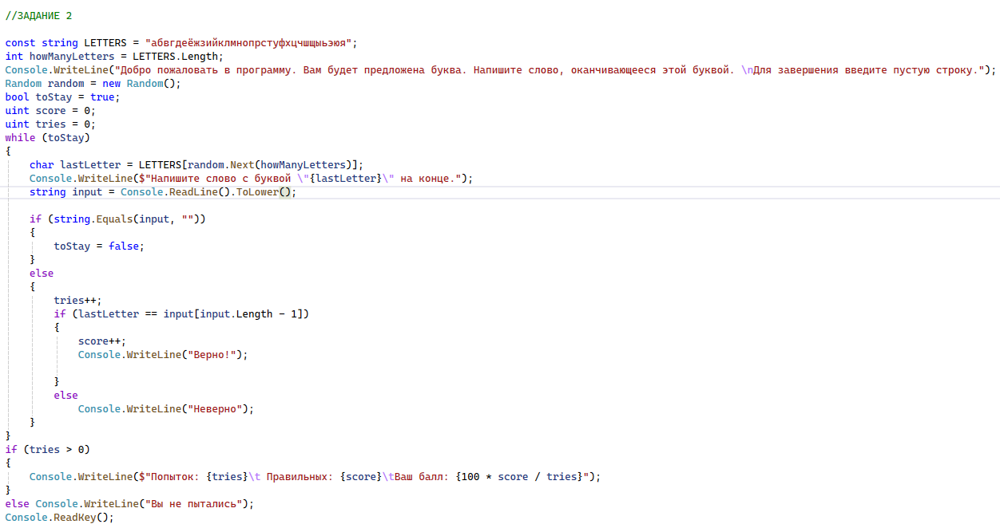 //ЗАДАНИЕ 2
const string LETTERS = "абвгдеёжзийклмнопрстуфхцчшщыьэюя";
int howManyLetters = LETTERS.Length;
Console.WriteLine("Добро пожаловать в программу. Вам будет предложена буква. Напишите слово, оканчивающееся этой буквой. \nДля завершения введите пустую строку.");
Random random = new Random();
bool toStay = true;
uint score = 0;
uint tries = 0;
while (toStay)
{
    char lastLetter = LETTERS[random.Next(howManyLetters)];
    Console.WriteLine($"Напишите слово с буквой \"{lastLetter}\" на конце.");
    string input = Console.ReadLine().ToLower();
    if (string.Equals(input, ""))
    {
        toStay = false;
    }
    else
    {
        tries++;
        if (lastLetter == input[input.Length - 1])
        {
            score++;
            Console.WriteLine("Верно!");
        }
        else
            Console.WriteLine("Неверно");
    }
}
if (tries > 0)
{
    Console.WriteLine($"Попыток: {tries}\t Правильных: {score}\tВаш балл: {100 * score / tries}");
}
else Console.WriteLine("Вы не пытались");
Console.ReadKey();